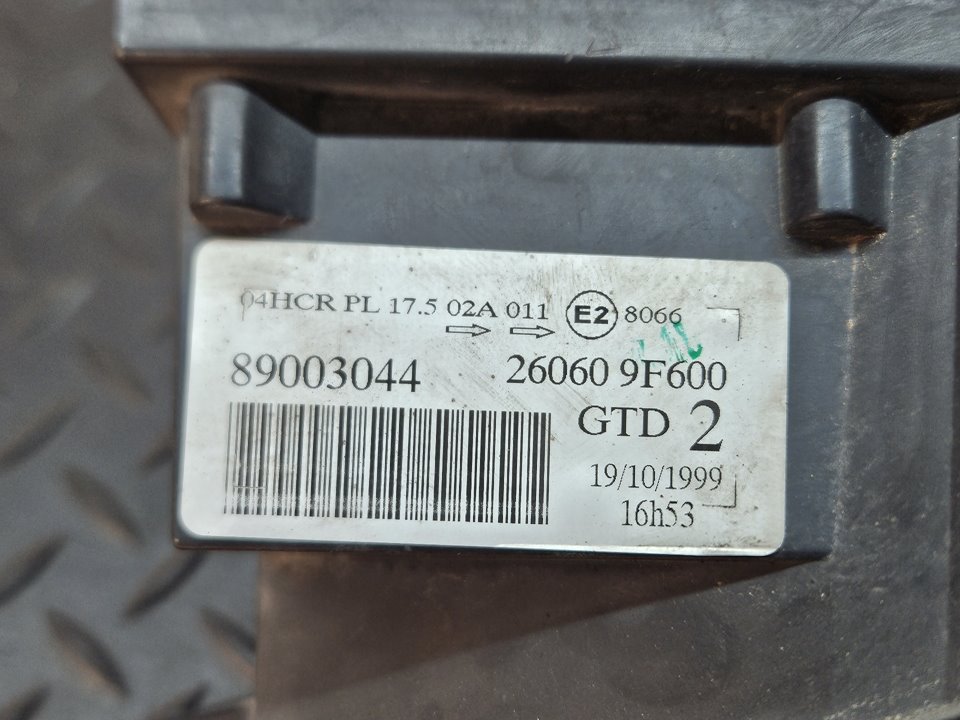 04HCR PL 17.5 02A 011 E2 8066
89003044 26060 9F600
GTD 2
19/10/1999
16h53